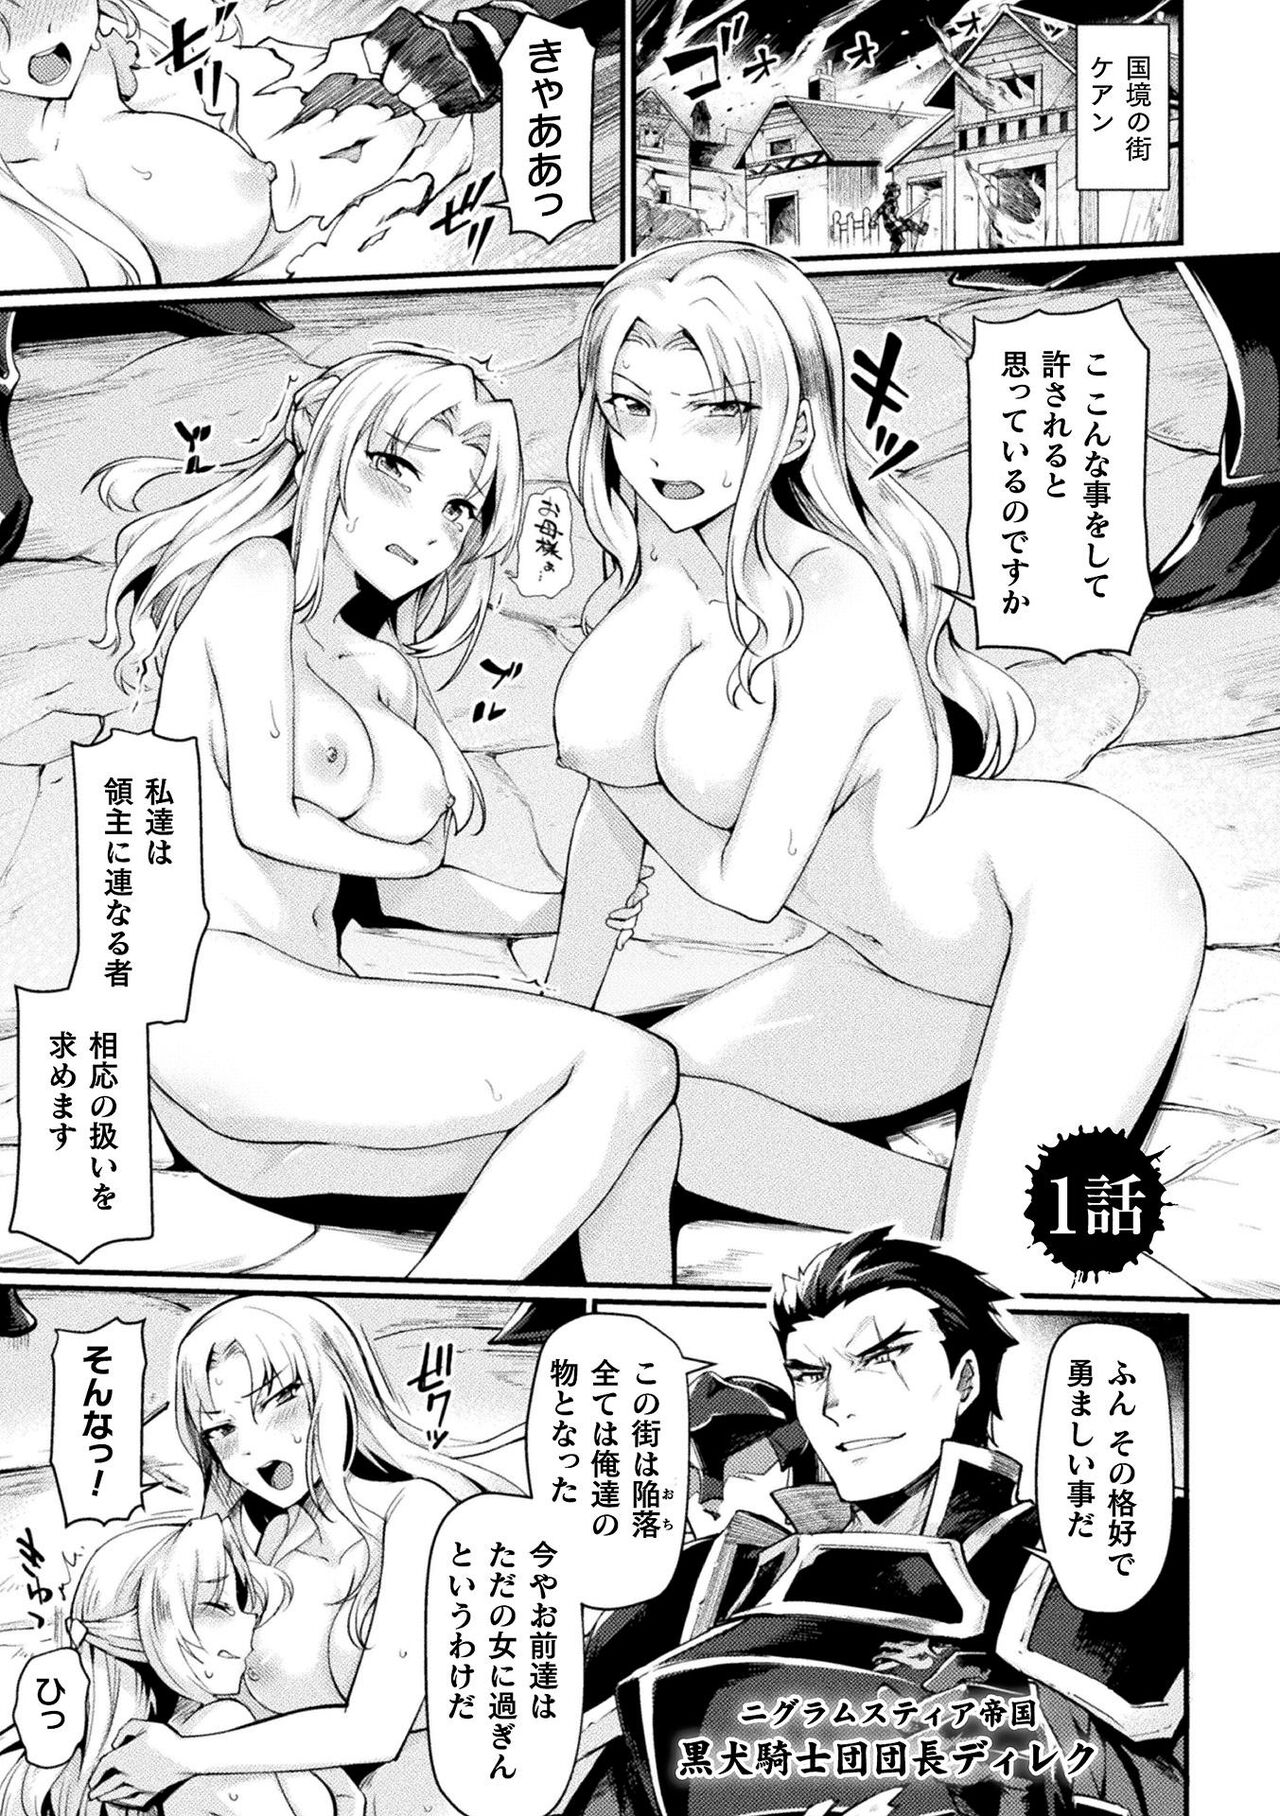 国境の街
ケアン
ゴオオオ
きゃああっ
こ こんな事をして
許されると
思っているのですか
お母様ぁ…
私達は
領主に連なる者
相応の扱いを
求めます
1話
ふん その格好で
勇ましい事だ
この街は陥落
おち
全ては俺達の
物となった
今やお前達は
ただの女に過ぎん
というわけだ
ニグラムスティア帝国
黒犬騎士団団長ディレク
そんなっ!
ひっ